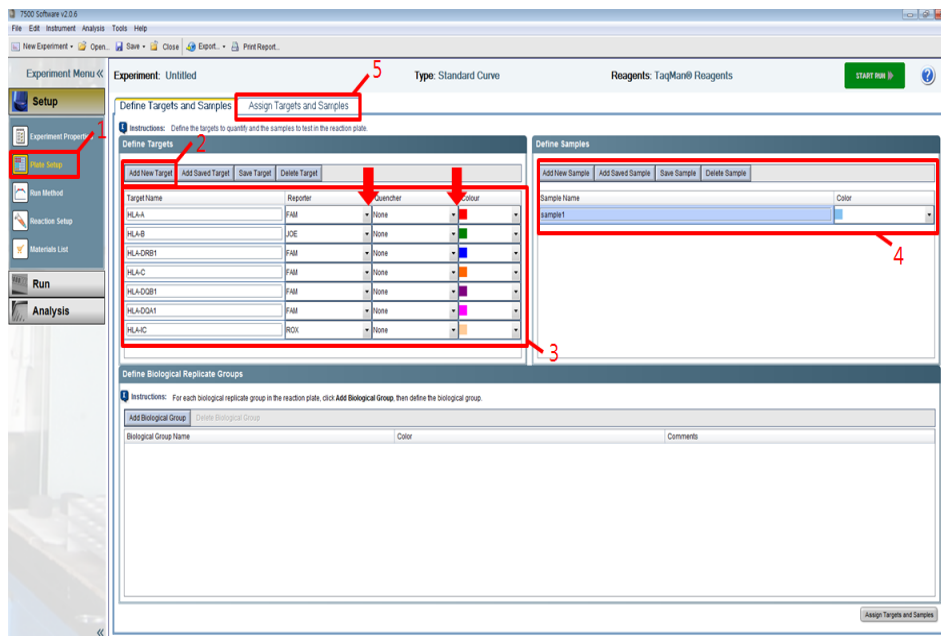 7500 Software v2.0.6
File Edit Instrument Analysis Tools Help
New Experiment Open... Save Close Export... Print Report...
Experiment Menu «
Experiment: Untitled Type: Standard Curve Reagents: TaqMan® Reagents START RUN
5
Setup
Define Targets and Samples Assign Targets and Samples
Instructions: Define the targets to quantify and the samples to test in the reaction plate.
Experiment Properti
1
Plate Setup
Run Method
Reaction Setup
Materials List
Run
Analysis
Define Targets
2
Add New Target Add Saved Target Save Target Delete Target
Target Name Reporter Quencher Colour
HLA-A FAM None
HLA-B JOE None
HLA-DRB1 FAM None
HLA-C FAM None
HLA-DQB1 FAM None
HLA-DQA1 FAM None
HLA-IC ROX None
3
Define Samples
Add New Sample Add Saved Sample Save Sample Delete Sample
Sample Name Color
sample1
4
Define Biological Replicate Groups
Instructions: For each biological replicate group in the reaction plate, click Add Biological Group, then define the biological group.
Add Biological Group Delete Biological Group
Biological Group Name Color Comments
Assign Targets and Samples
«